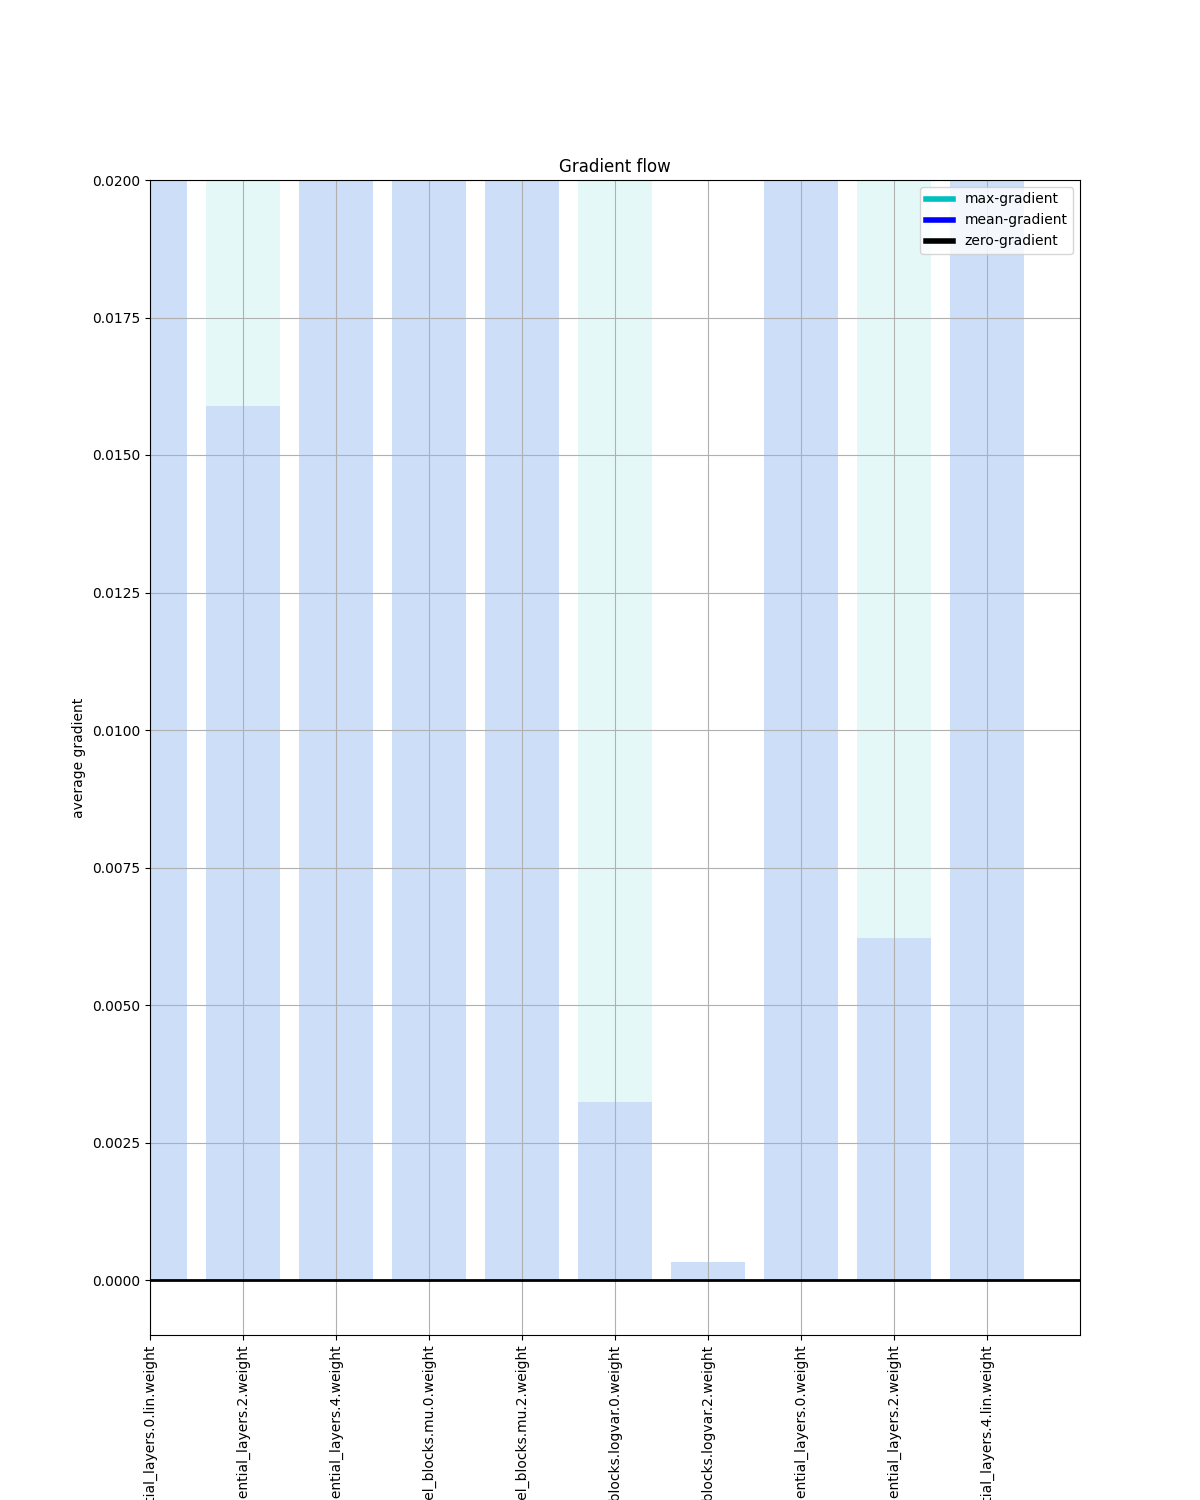 Gradient flow
max-gradient
mean-gradient
zero-gradient
0.0200
0.0175
0.0150
0.0125
0.0100
0.0075
0.0050
0.0025
0.0000
average gradient
tial_layers.0.lin.weight
ential_layers.2.weight
ential_layers.4.weight
el_blocks.mu.0.weight
el_blocks.mu.2.weight
blocks.logvar.0.weight
blocks.logvar.2.weight
ential_layers.0.weight
ential_layers.2.weight
tial_layers.4.lin.weight